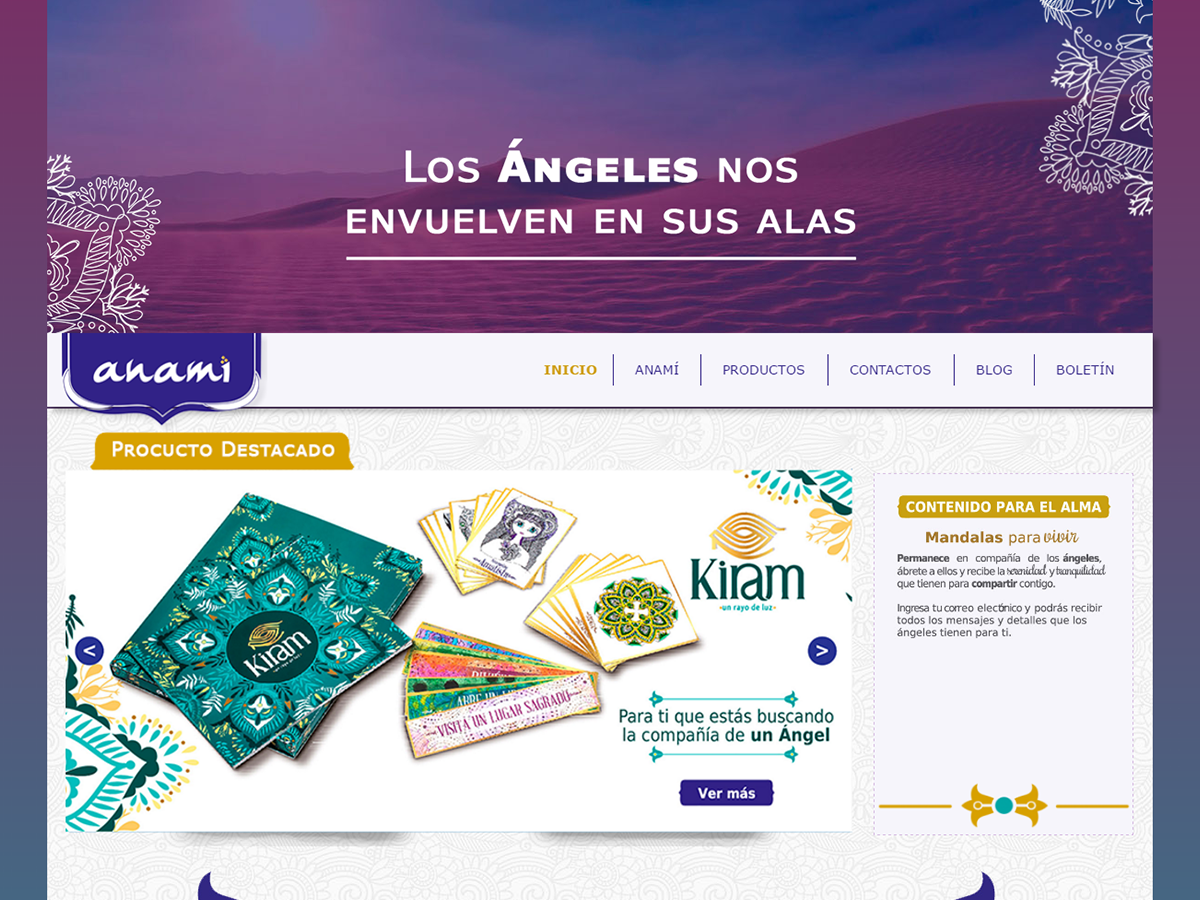 Los Ángeles nos
envuelven en sus alas
anami
INICIO
ANAMÍ
PRODUCTOS
CONTACTOS
BLOG
BOLETÍN
Procucto Destacado
Kiram
un rayo de luz
Kiram
VISITA UN LUGAR SAGRADO
<
>
Para ti que estás buscando
la compañía de un Ángel
Ver más
CONTENIDO PARA EL ALMA
Mandalas para vivir
Permanece en compañía de los ángeles,
ábrete a ellos y recibe la serenidad y tranquilidad
que tienen para compartir contigo.
Ingresa tu correo electónico y podrás recibir
todos los mensajes y detalles que los
ángeles tienen para ti.